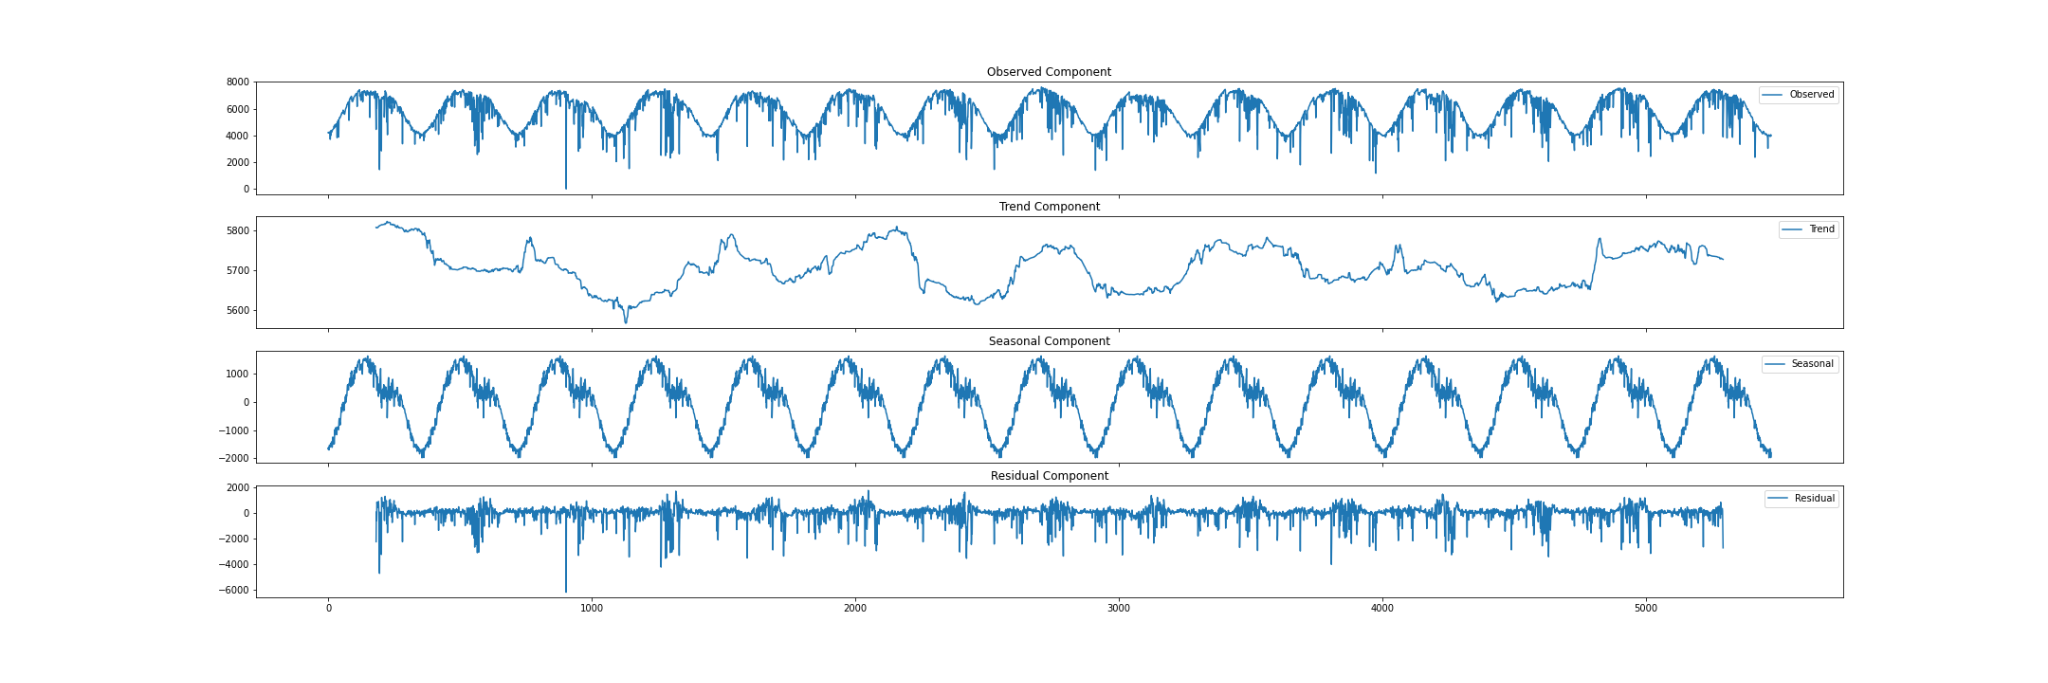 Observed Component
8000
6000
4000
2000
0
Observed
Trend Component
5800
5700
5600
Trend
Seasonal Component
1000
0
−1000
−2000
Seasonal
Residual Component
2000
0
−2000
−4000
−6000
Residual
0 1000 2000 3000 4000 5000